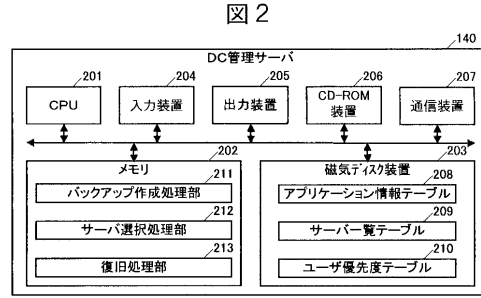 図2
140
DC管理サーバ
201
204
205
206
207
CPU
入力装置
出力装置
CD-ROM
装置
通信装置
202
203
メモリ
磁気ディスク装置
211
208
バックアップ作成処理部
アプリケーション情報テーブル
212
209
サーバ選択処理部
サーバ一覧テーブル
213
210
復旧処理部
ユーザ優先度テーブル